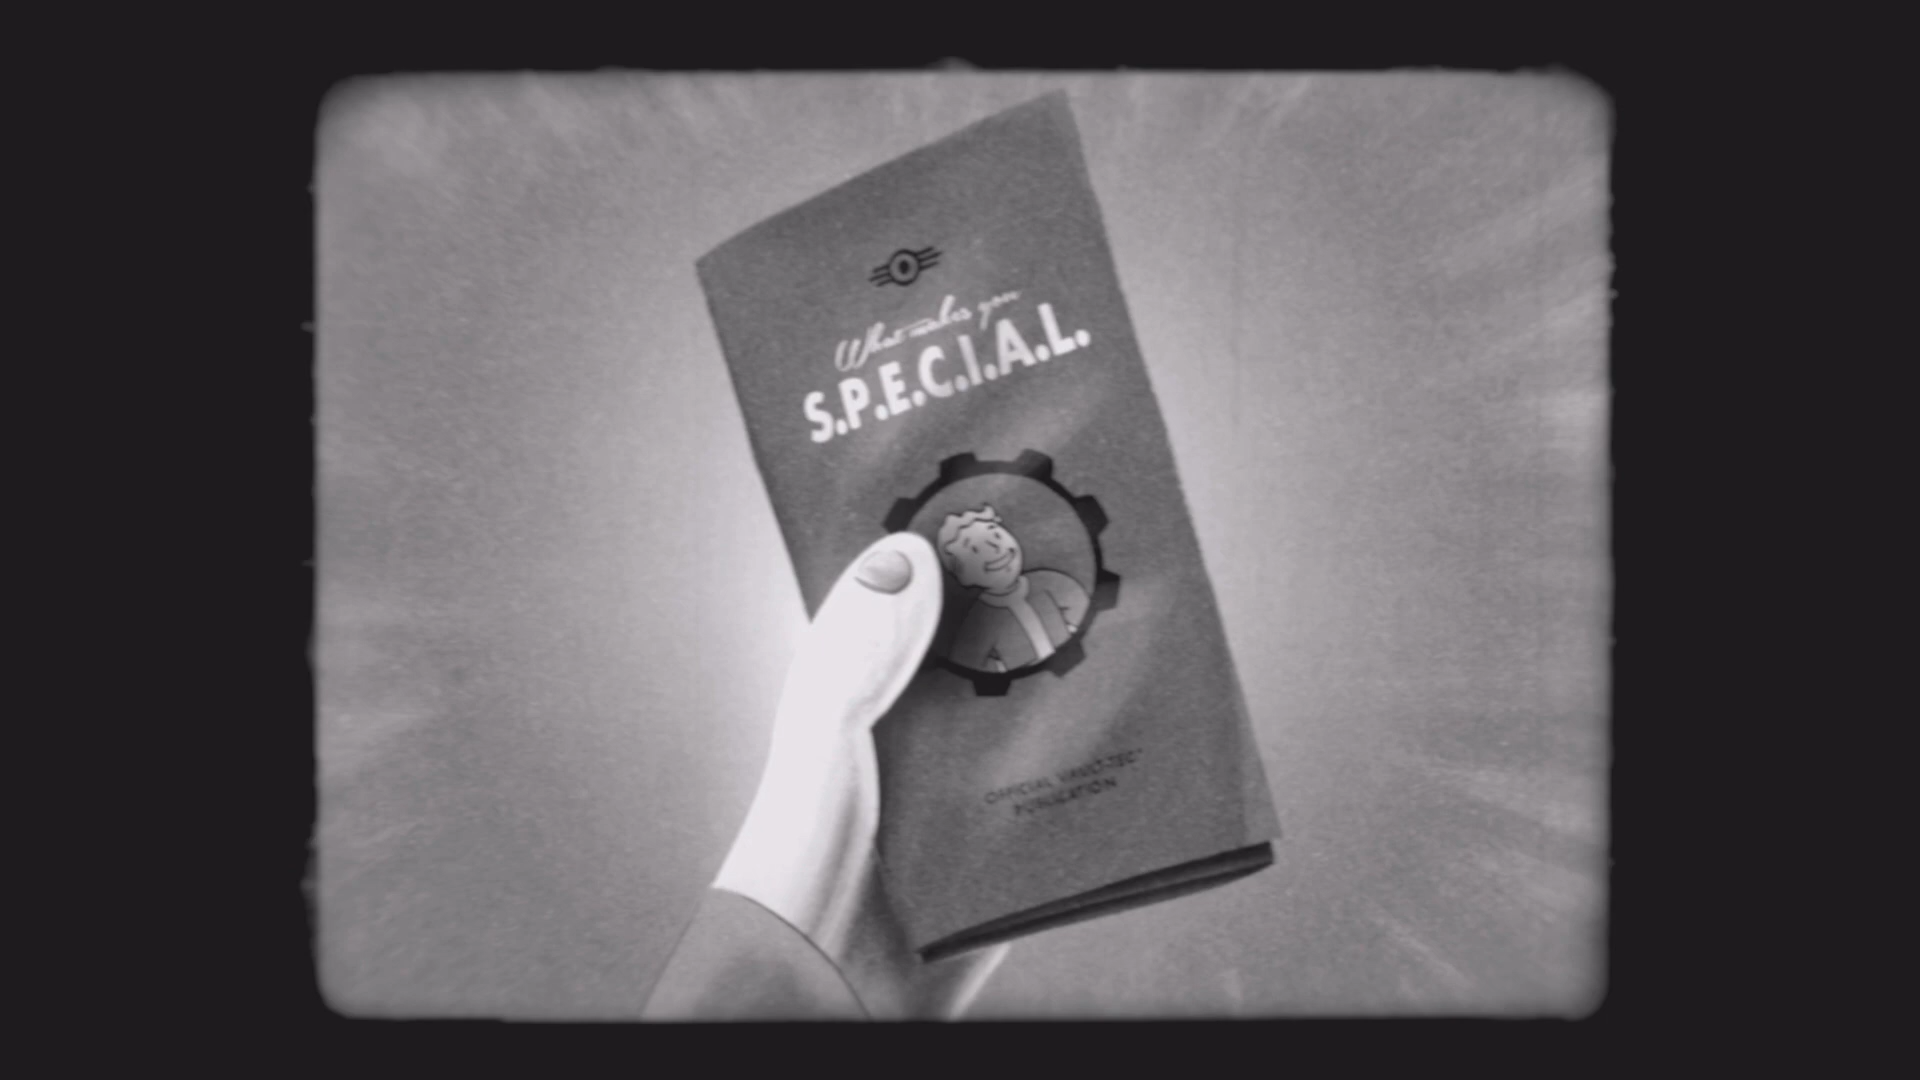 What makes you
S.P.E.C.I.A.L.
OFFICIAL VAULT-TEC
PUBLICATION